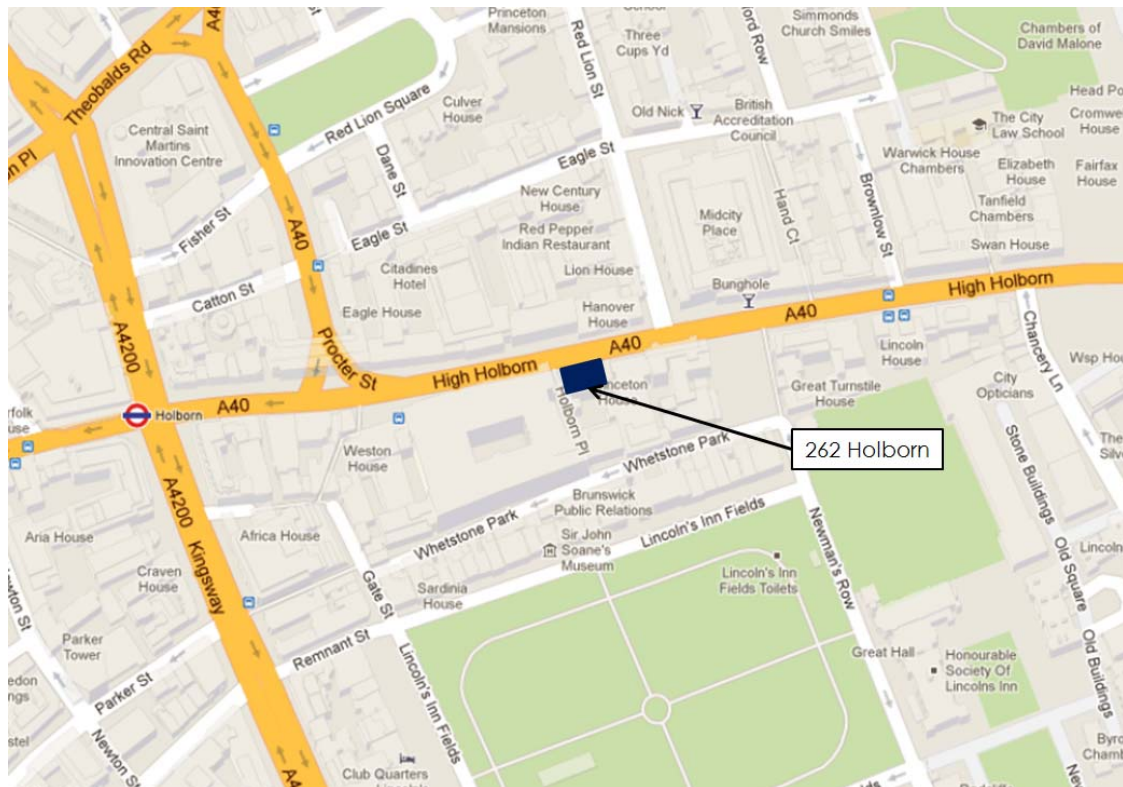 Princeton
Mansions
Three
Cups Yd
Simmonds
Church Smiles
Chambers of
David Malone
Theobalds Rd
Red Lion St
Central Saint
Martins
Innovation Centre
Red Lion Square
Culver
House
Old Nick
British
Accreditation
Council
The City
Law School
Head Po
Cromwe
House
Warwick House
Chambers
Elizabeth
House
Fairfax
House
Dane St
Eagle St
New Century
House
Brownlow St
Hand Ct
Tanfield
Chambers
Midcity
Place
Fisher St
A40
Eagle St
Red Pepper
Indian Restaurant
Swan House
Citadines
Hotel
Lion House
Catton St
Eagle House
Hanover
House
Bunghole
High Holborn
A40
A4200
Procter St
A40
High Holborn
Lincoln
House
Chancery Ln
Wsp Hou
Holborn Pl
Great Turnstile
House
City
Opticians
A40
Holborn
Weston
House
Whetstone Park
262 Holborn
Stone Buildings
A4200
Kingsway
Brunswick
Public Relations
Whetstone Park
Lincoln's Inn Fields
Newman's Row
Aria House
Africa House
Sir John
Soane's
Museum
Old Square
Craven
House
Gate St
Sardinia
House
Lincoln's Inn
Fields Toilets
Remnant St
Parker
Tower
Great Hall
Honourable
Society Of
Lincolns Inn
Old Buildings
Parker St
Lincoln's Inn Fields
Newton St
Club Quarters